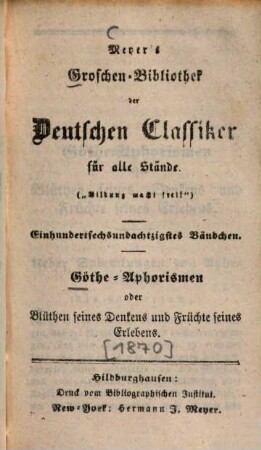 Meyer's
Groschen-Bibliothek
der
Deutschen Classiker
für alle Stände.
(„Bildung macht frei!“)
Einhundertsechsundachtzigstes Bändchen.
Göthe-Aphorismen
oder
Blüthen seines Denkens und Früchte seines
Erlebens.
[1870]
Hildburghausen:
Druck vom Bibliographischen Institut.
New-York: Hermann J. Meyer.